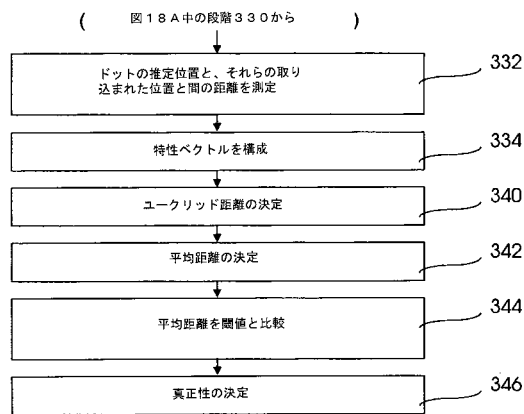 ( 図18A中の段階330から )
ドットの推定位置と、それらの取り
込まれた位置と間の距離を測定
332
特性ベクトルを構成
334
ユークリッド距離の決定
340
平均距離の決定
342
平均距離を閾値と比較
344
真正性の決定
346